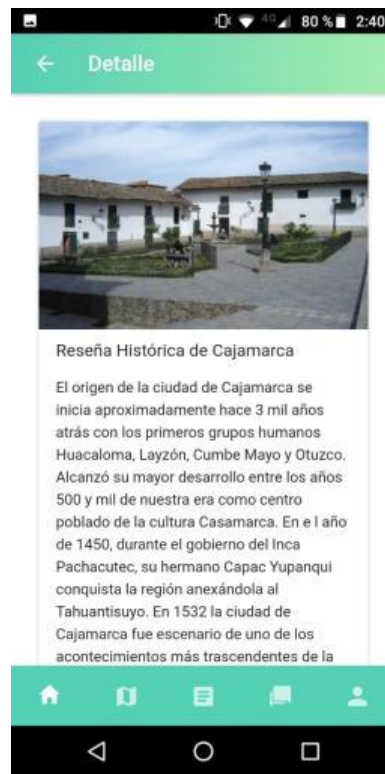 4G 80 % 2:40
Detalle
Reseña Histórica de Cajamarca
El origen de la ciudad de Cajamarca se
inicia aproximadamente hace 3 mil años
atrás con los primeros grupos humanos
Huacaloma, Layzón, Cumbe Mayo y Otuzco.
Alcanzó su mayor desarrollo entre los años
500 y mil de nuestra era como centro
poblado de la cultura Casamarca. En e l año
de 1450, durante el gobierno del Inca
Pachacutec, su hermano Capac Yupanqui
conquista la región anexándola al
Tahuantisuyo. En 1532 la ciudad de
Cajamarca fue escenario de uno de los
acontecimientos más trascendentes de la